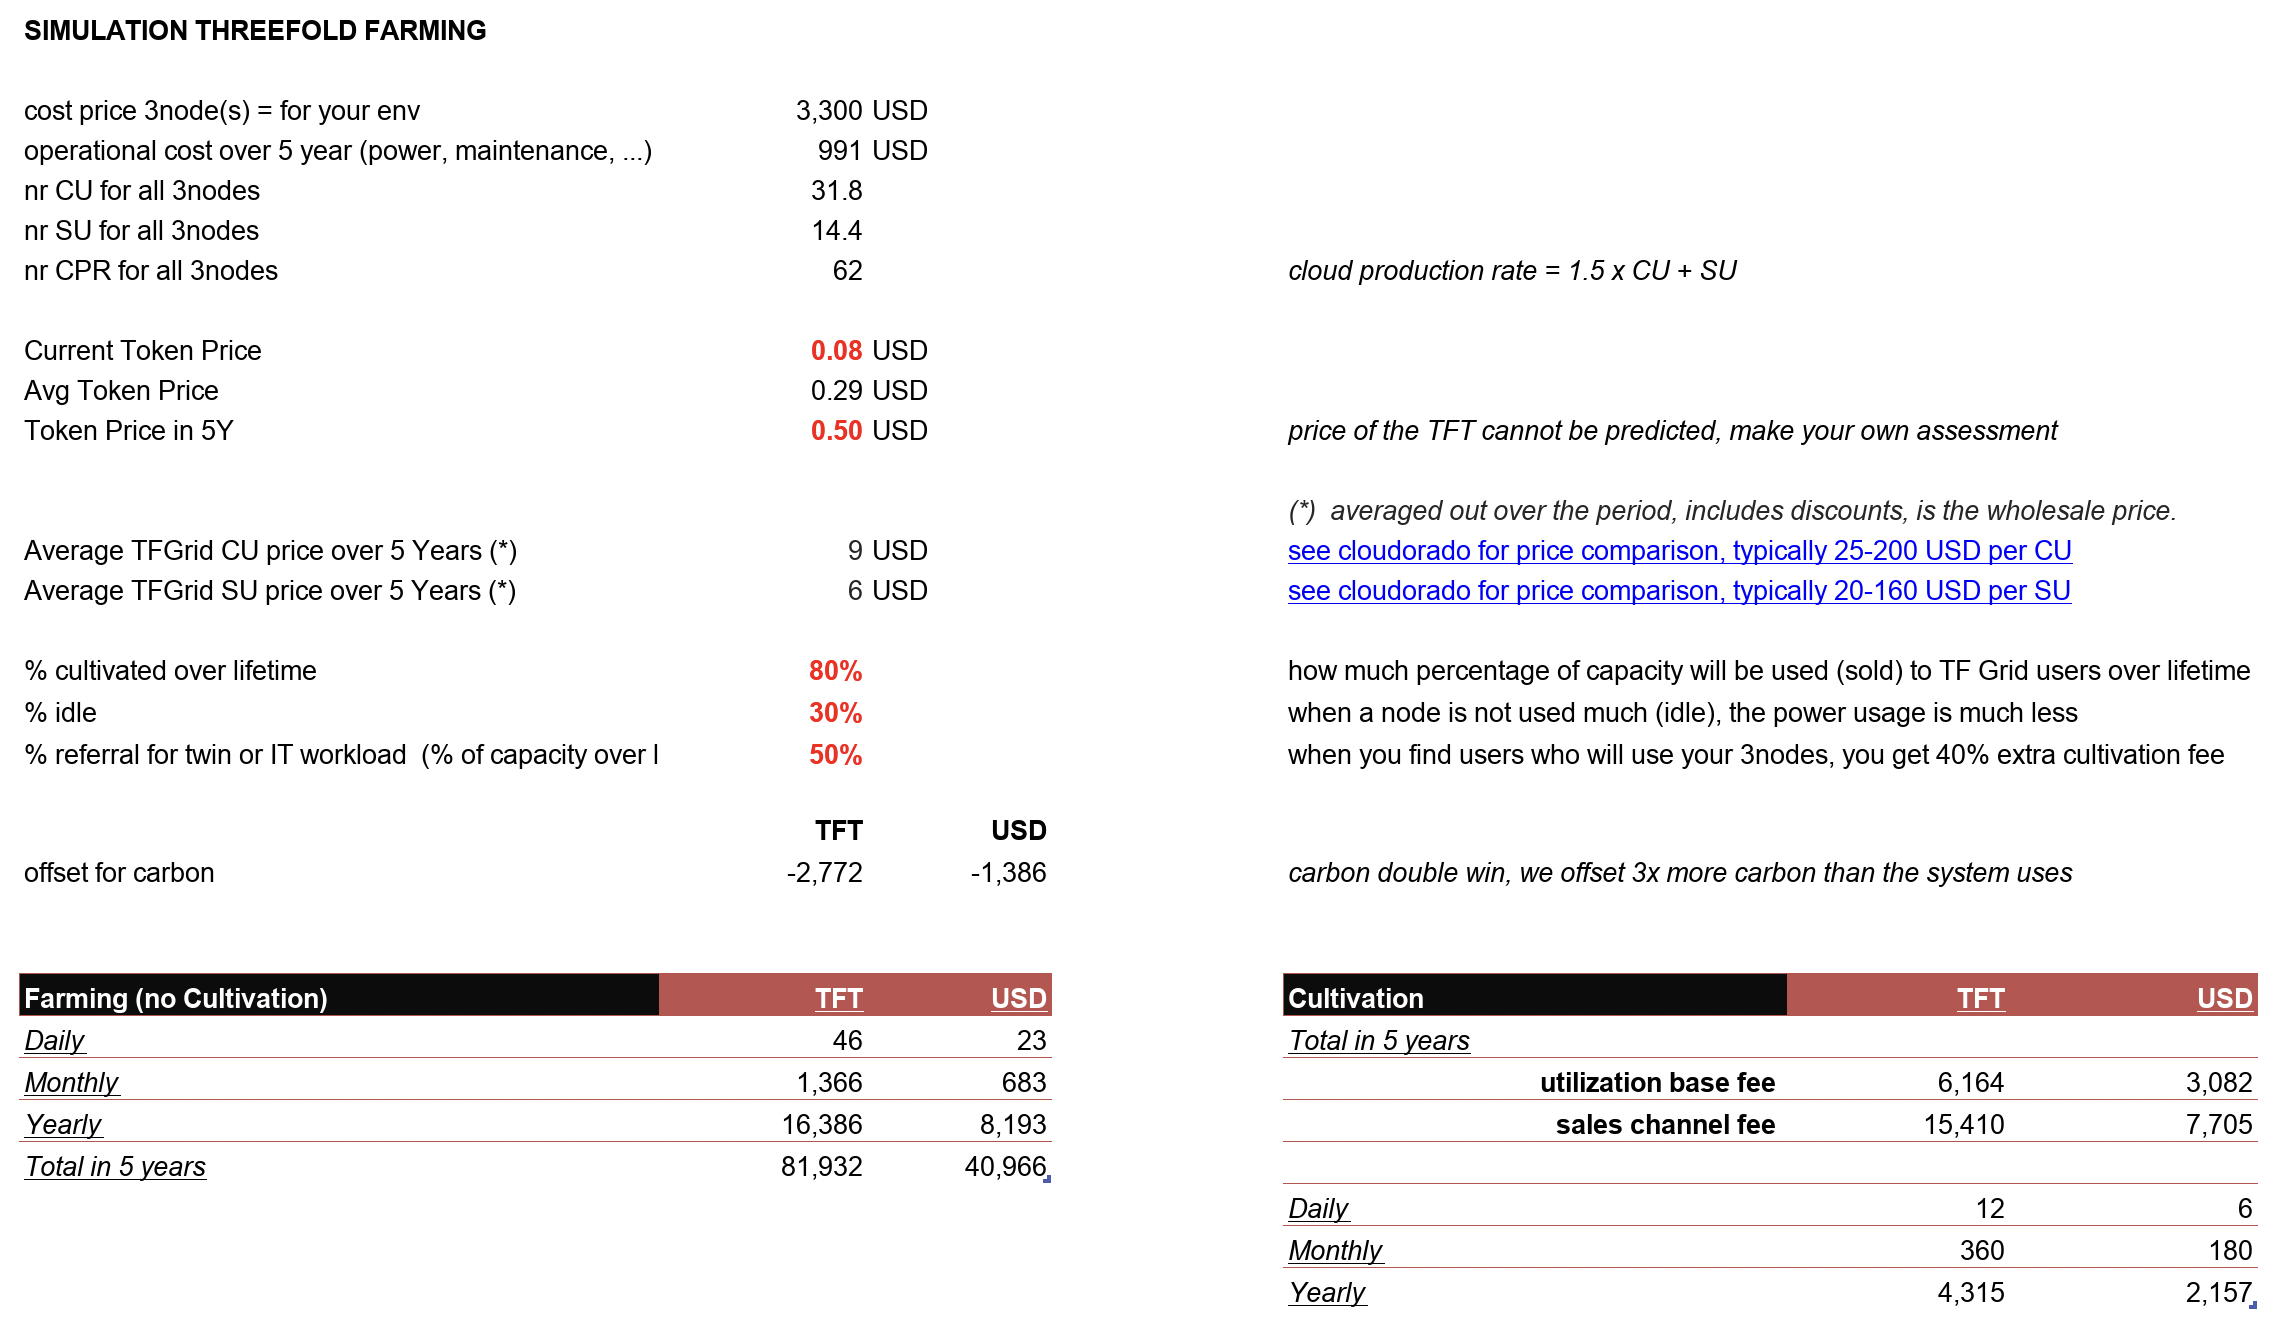 SIMULATION THREEFOLD FARMING
cost price 3node(s) = for your env 3,300 USD
operational cost over 5 year (power, maintenance, ...) 991 USD
nr CU for all 3nodes 31.8
nr SU for all 3nodes 14.4
nr CPR for all 3nodes 62 cloud production rate = 1.5 x CU + SU
Current Token Price 0.08 USD
Avg Token Price 0.29 USD
Token Price in 5Y 0.50 USD price of the TFT cannot be predicted, make your own assessment
(*) averaged out over the period, includes discounts, is the wholesale price.
Average TFGrid CU price over 5 Years (*) 9 USD see cloudorado for price comparison, typically 25-200 USD per CU
Average TFGrid SU price over 5 Years (*) 6 USD see cloudorado for price comparison, typically 20-160 USD per SU
% cultivated over lifetime 80% how much percentage of capacity will be used (sold) to TF Grid users over lifetime
% idle 30% when a node is not used much (idle), the power usage is much less
% referral for twin or IT workload (% of capacity over l 50% when you find users who will use your 3nodes, you get 40% extra cultivation fee
TFT USD
offset for carbon -2,772 -1,386 carbon double win, we offset 3x more carbon than the system uses
Farming (no Cultivation) TFT USD
Daily 46 23
Monthly 1,366 683
Yearly 16,386 8,193
Total in 5 years 81,932 40,966
Cultivation TFT USD
Total in 5 years
utilization base fee 6,164 3,082
sales channel fee 15,410 7,705
Daily 12 6
Monthly 360 180
Yearly 4,315 2,157